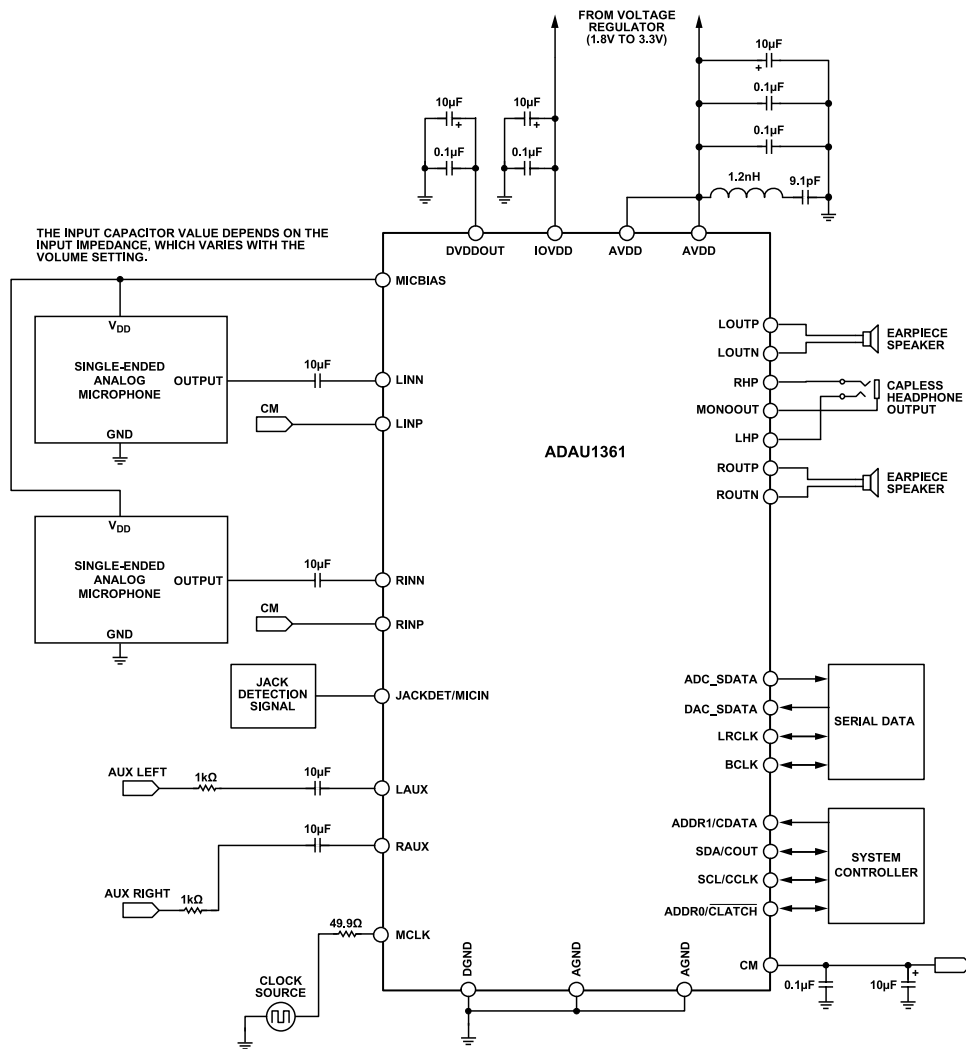 FROM VOLTAGE
REGULATOR
(1.8V TO 3.3V)
10µF
+
0.1µF
0.1µF
1.2nH
9.1pF
10µF
+
0.1µF
10µF
+
0.1µF
THE INPUT CAPACITOR VALUE DEPENDS ON THE
INPUT IMPEDANCE, WHICH VARIES WITH THE
VOLUME SETTING.
DVDDOUT
IOVDD
AVDD
AVDD
MICBIAS
VDD
SINGLE-ENDED
ANALOG
MICROPHONE
OUTPUT
GND
10µF
LINN
CM
LINP
VDD
SINGLE-ENDED
ANALOG
MICROPHONE
OUTPUT
GND
10µF
RINN
CM
RINP
JACK
DETECTION
SIGNAL
JACKDET/MICIN
AUX LEFT
1kΩ
10µF
LAUX
10µF
RAUX
AUX RIGHT
1kΩ
49.9Ω
MCLK
CLOCK
SOURCE
ADAU1361
LOUTP
LOUTN
EARPIECE
SPEAKER
RHP
MONOOUT
LHP
CAPLESS
HEADPHONE
OUTPUT
ROUTP
ROUTN
EARPIECE
SPEAKER
ADC_SDATA
DAC_SDATA
LRCLK
BCLK
SERIAL DATA
ADDR1/CDATA
SDA/COUT
SCL/CCLK
ADDR0/CLATCH
SYSTEM
CONTROLLER
DGND
AGND
AGND
CM
0.1µF
10µF
+